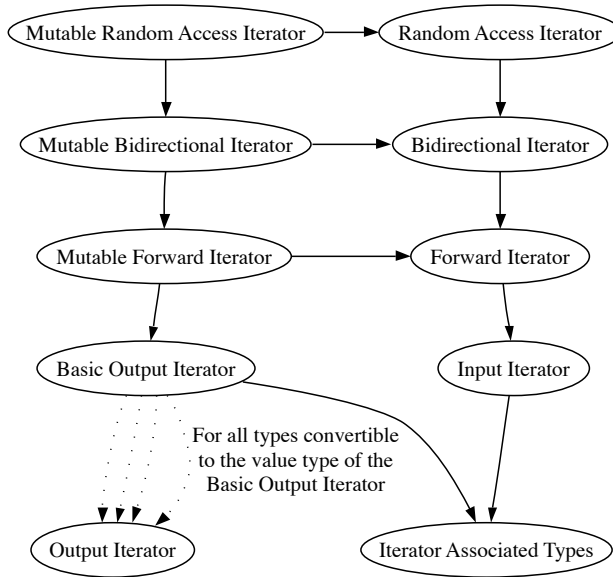 Mutable Random Access Iterator
Random Access Iterator
Mutable Bidirectional Iterator
Bidirectional Iterator
Mutable Forward Iterator
Forward Iterator
Basic Output Iterator
Input Iterator
For all types convertible
to the value type of the
Basic Output Iterator
Output Iterator
Iterator Associated Types